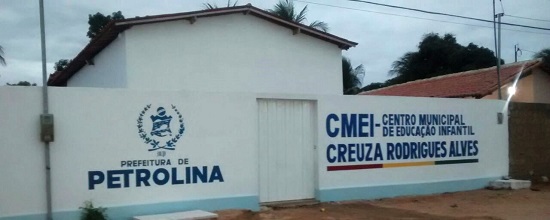 PREFEITURA DE
PETROLINA
CMEI- CENTRO MUNICIPAL
DE EDUCAÇÃO INFANTIL
CREUZA RODRIGUES ALVES